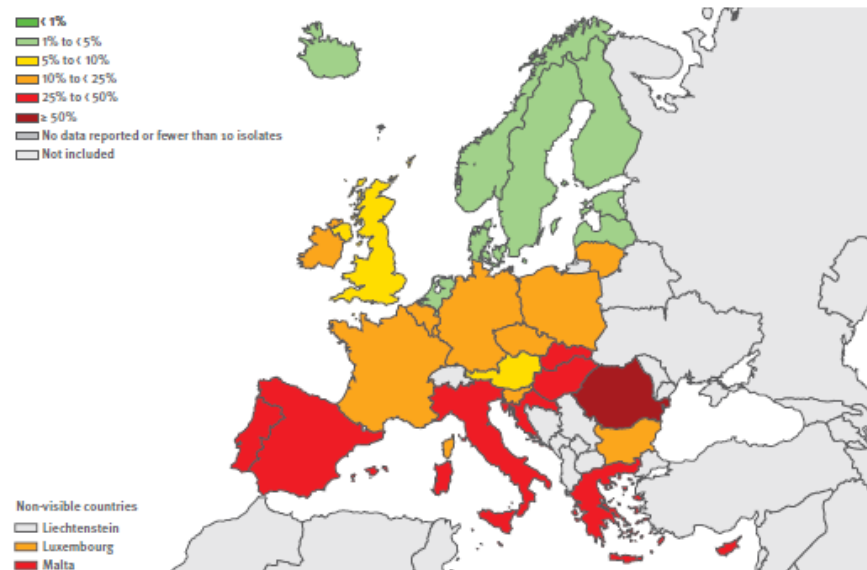 < 1%
1% to < 5%
5% to < 10%
10% to < 25%
25% to < 50%
≥ 50%
No data reported or fewer than 10 isolates
Not included
Non-visible countries
Liechtenstein
Luxembourg
Malta